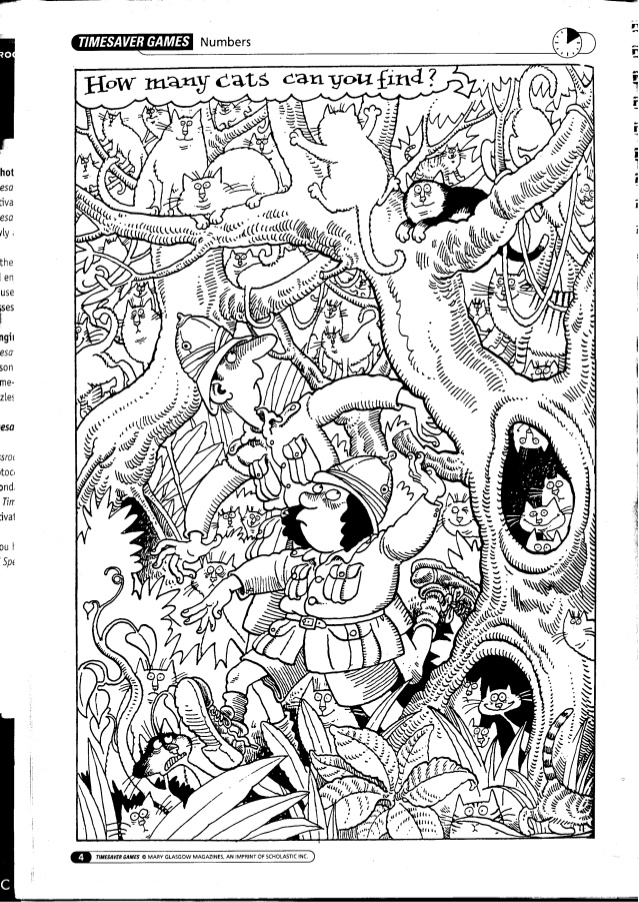 TIMESAVER GAMES Numbers
How many cats can you find?
4 TIMESAVER GAMES © MARY GLASGOW MAGAZINES, AN IMPRINT OF SCHOLASTIC INC.